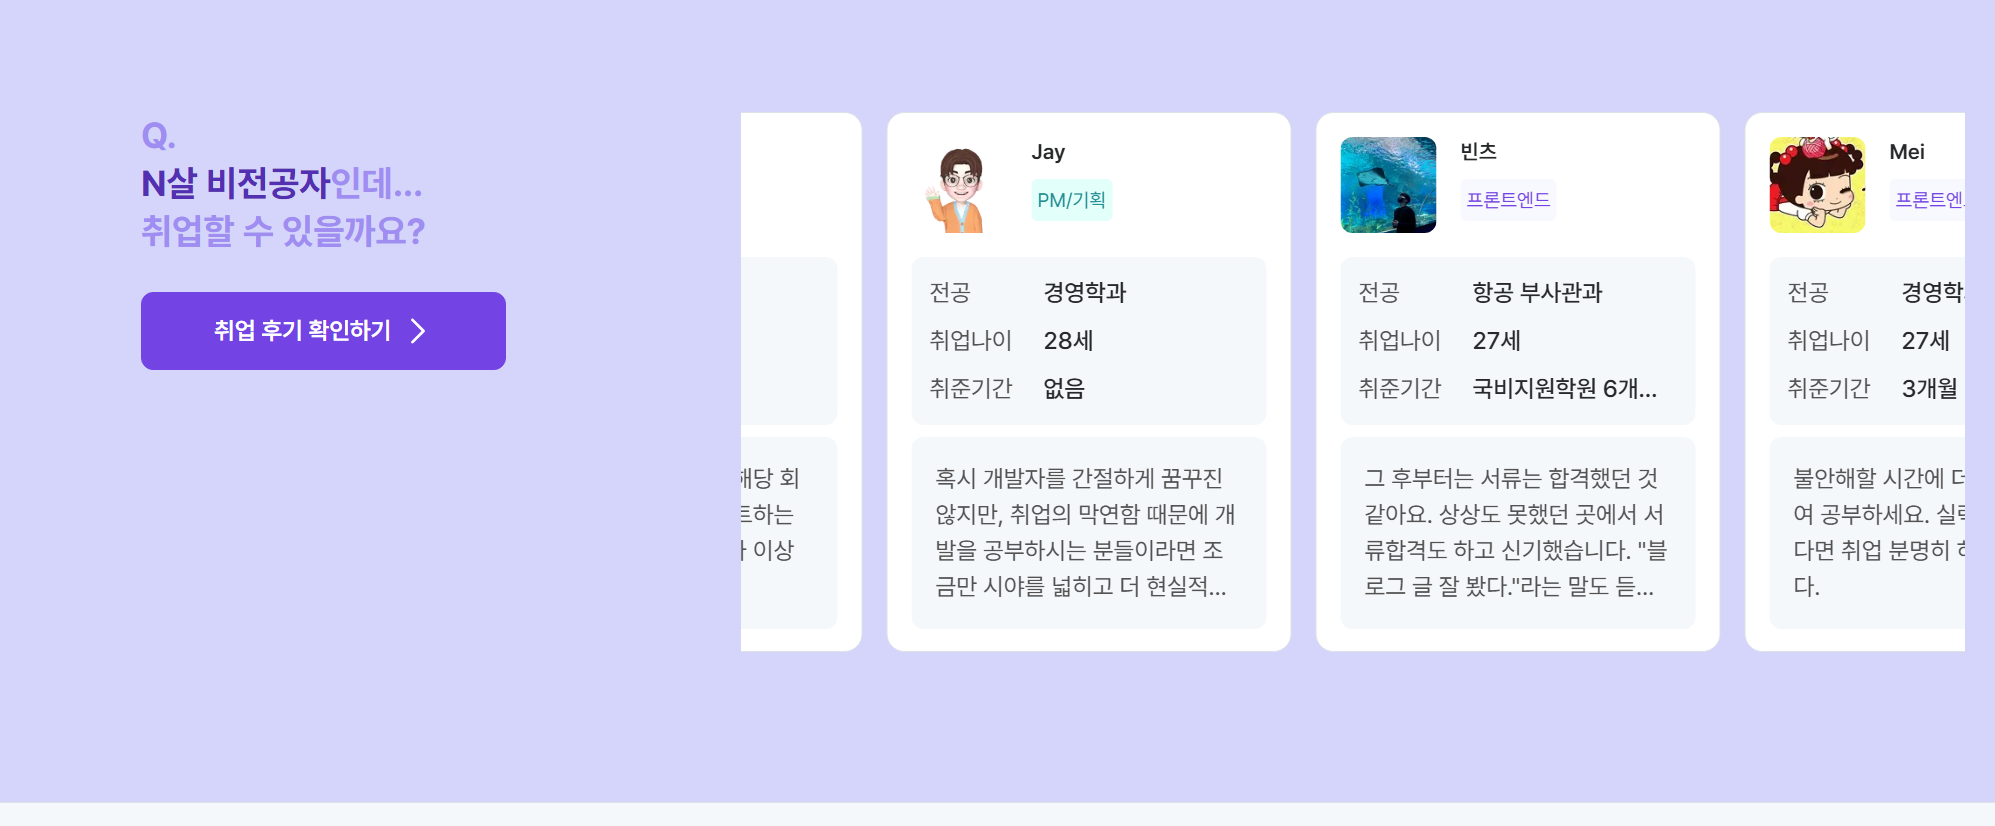 Q.
N살 비전공자인데...
취업할 수 있을까요?
취업 후기 확인하기
해당 회
하는
이상
Jay
PM/기획
전공 경영학과
취업나이 28세
취준기간 없음
혹시 개발자를 간절하게 꿈꾸진
않지만, 취업의 막연함 때문에 개
발을 공부하시는 분들이라면 조
금만 시야를 넓히고 더 현실적...
빈츠
프론트엔드
전공 항공 부사관과
취업나이 27세
취준기간 국비지원학원 6개...
그 후부터는 서류는 합격했던 것
같아요. 상상도 못했던 곳에서 서
류합격도 하고 신기했습니다. "블
로그 글 잘 봤다."라는 말도 듣...
Mei
프론트엔
전공 경영학
취업나이 27세
취준기간 3개월
불안해할 시간에
여 공부하세요.
다면 취업 분명히
다.